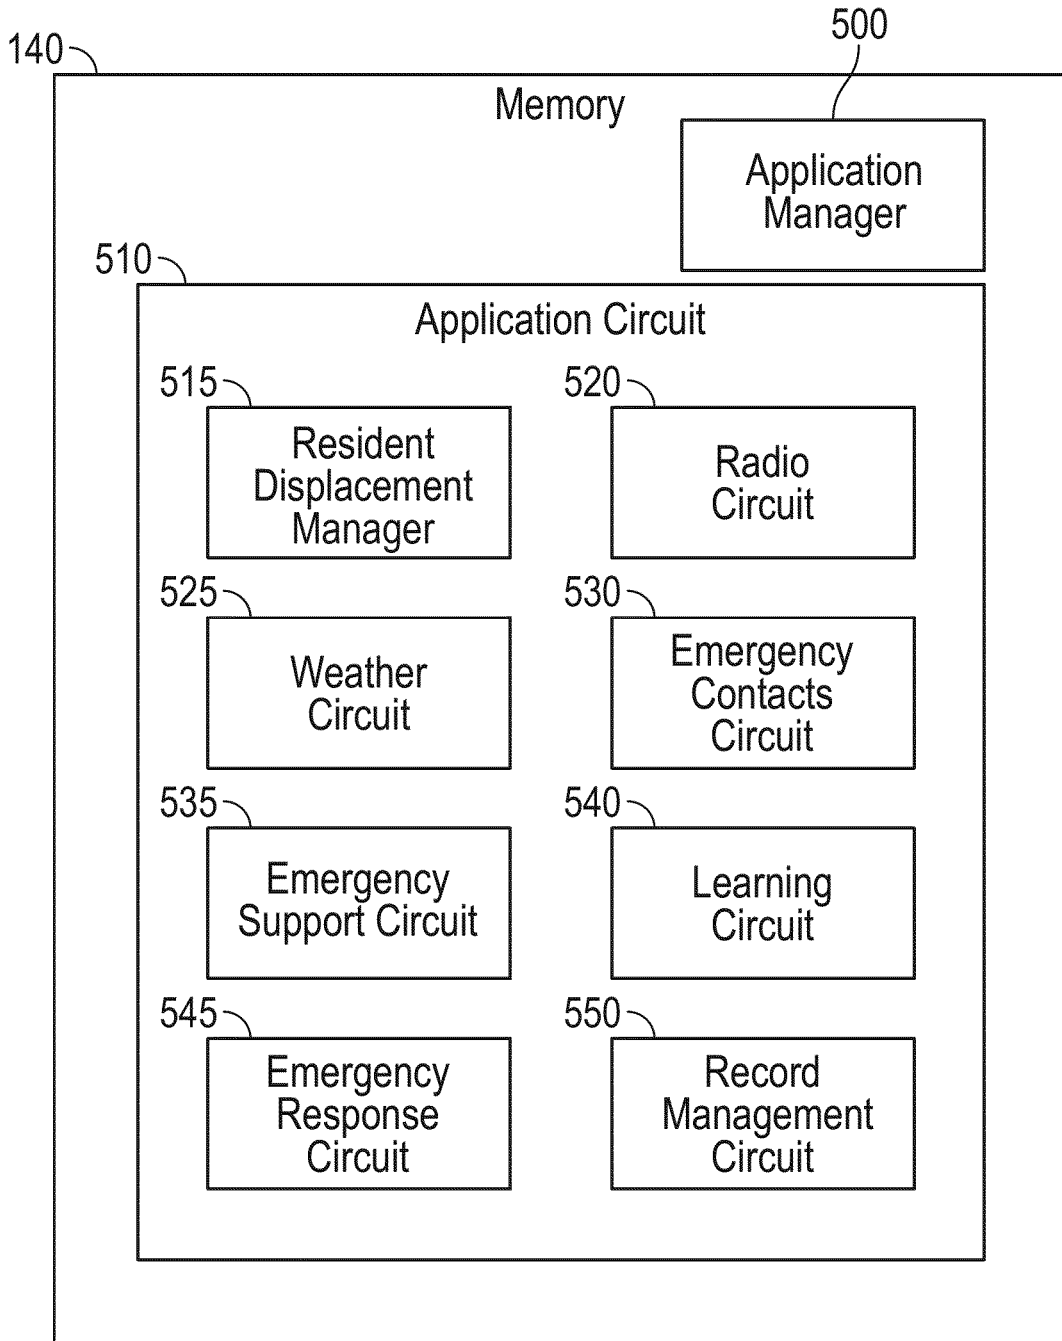 500
140
Memory
Application
Manager
510
Application Circuit
515
Resident
Displacement
Manager
520
Radio
Circuit
525
Weather
Circuit
530
Emergency
Contacts
Circuit
535
Emergency
Support Circuit
540
Learning
Circuit
545
Emergency
Response
Circuit
550
Record
Management
Circuit